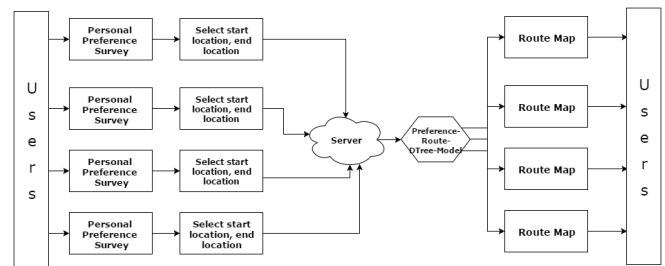 Users
Personal
Preference
Survey
Select start
location, end
location
Personal
Preference
Survey
Select start
location, end
location
Personal
Preference
Survey
Select start
location, end
location
Personal
Preference
Survey
Select start
location, end
location
Server
Preference-
Route-
DTree-Model
Route Map
Route Map
Route Map
Route Map
Users